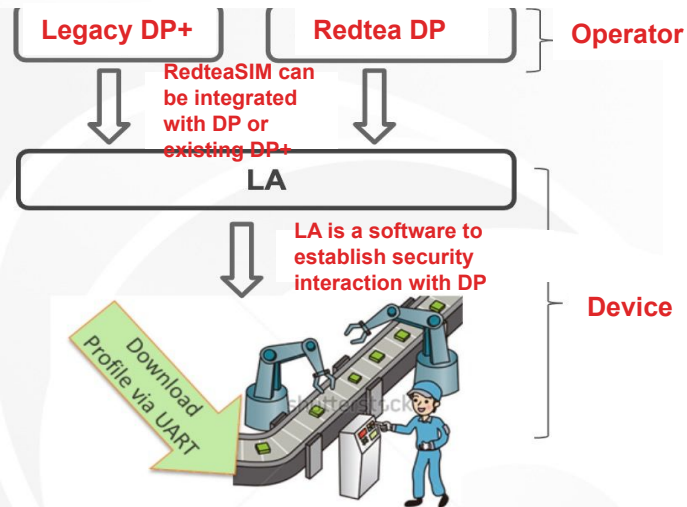 Legacy DP+
Redtea DP
Operator
RedteaSIM can
be integrated
with DP or
existing DP+
LA
LA is a software to
establish security
interaction with DP
Device
Download
Profile via UART
shutterstock